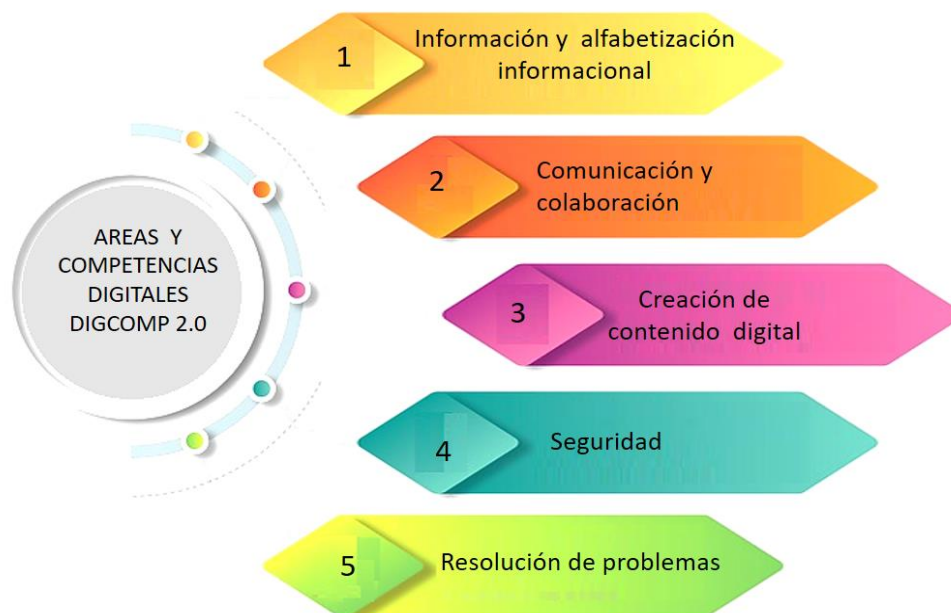 AREAS Y
COMPETENCIAS
DIGITALES
DIGCOMP 2.0
1
Información y alfabetización
informacional
2
Comunicación y
colaboración
3
Creación de
contenido digital
4
Seguridad
5
Resolución de problemas